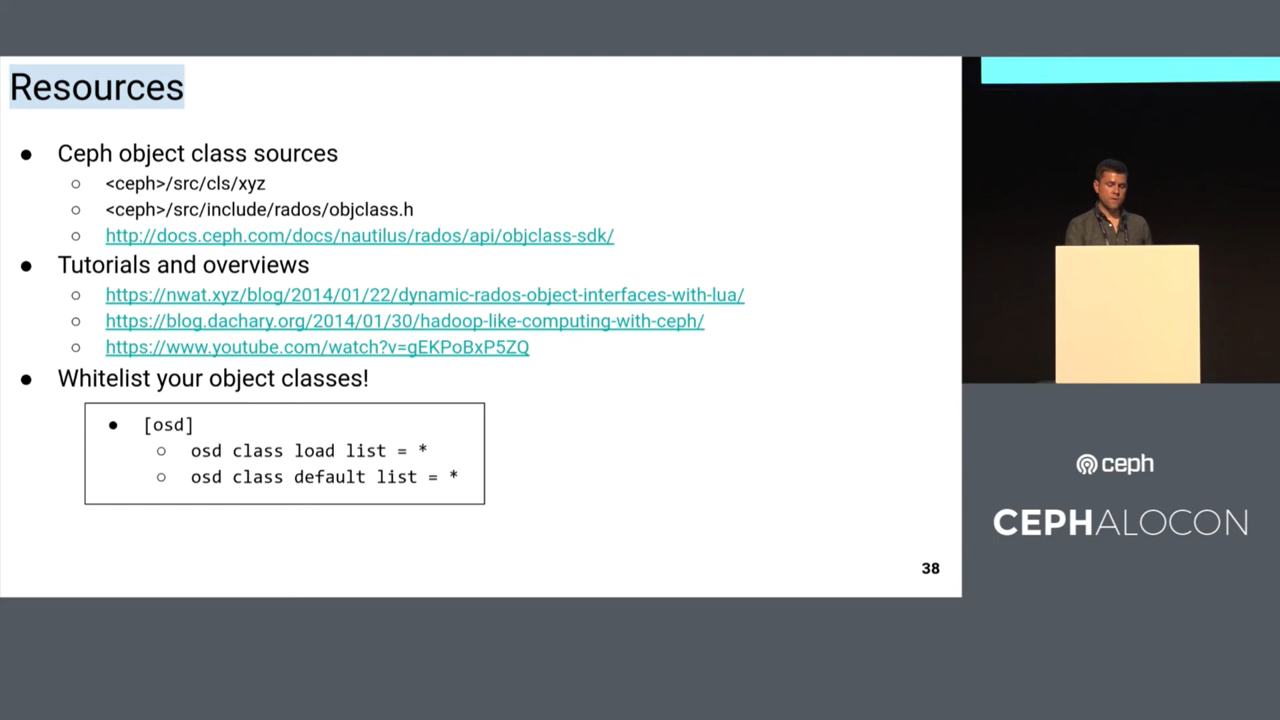 Resources
● Ceph object class sources
○ <ceph>/src/cls/xyz
○ <ceph>/src/include/rados/objclass.h
○ http://docs.ceph.com/docs/nautilus/rados/api/objclass-sdk/
● Tutorials and overviews
○ https://nwat.xyz/blog/2014/01/22/dynamic-rados-object-interfaces-with-lua/
○ https://blog.dachary.org/2014/01/30/hadoop-like-computing-with-ceph/
○ https://www.youtube.com/watch?v=gEKPoBxP5ZQ
● Whitelist your object classes!
● [osd]
○ osd class load list = *
○ osd class default list = *
38
ceph
CEPHALOCON